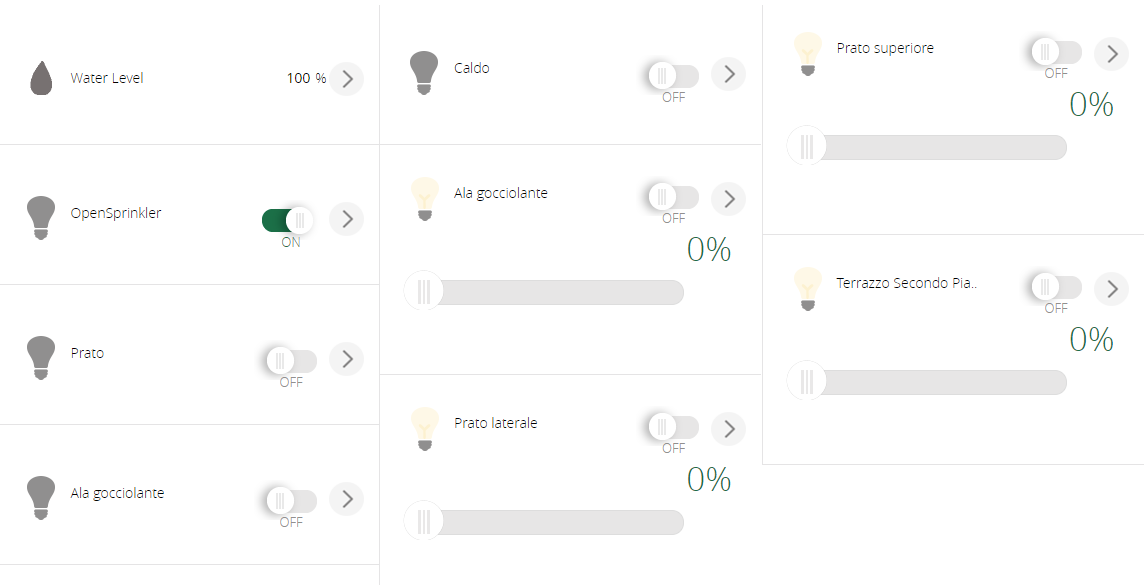 Water Level
100 %
OpenSprinkler
ON
Prato
OFF
Ala gocciolante
OFF
Caldo
OFF
Ala gocciolante
OFF
0%
Prato laterale
OFF
0%
Prato superiore
OFF
0%
Terrazzo Secondo Pia..
OFF
0%